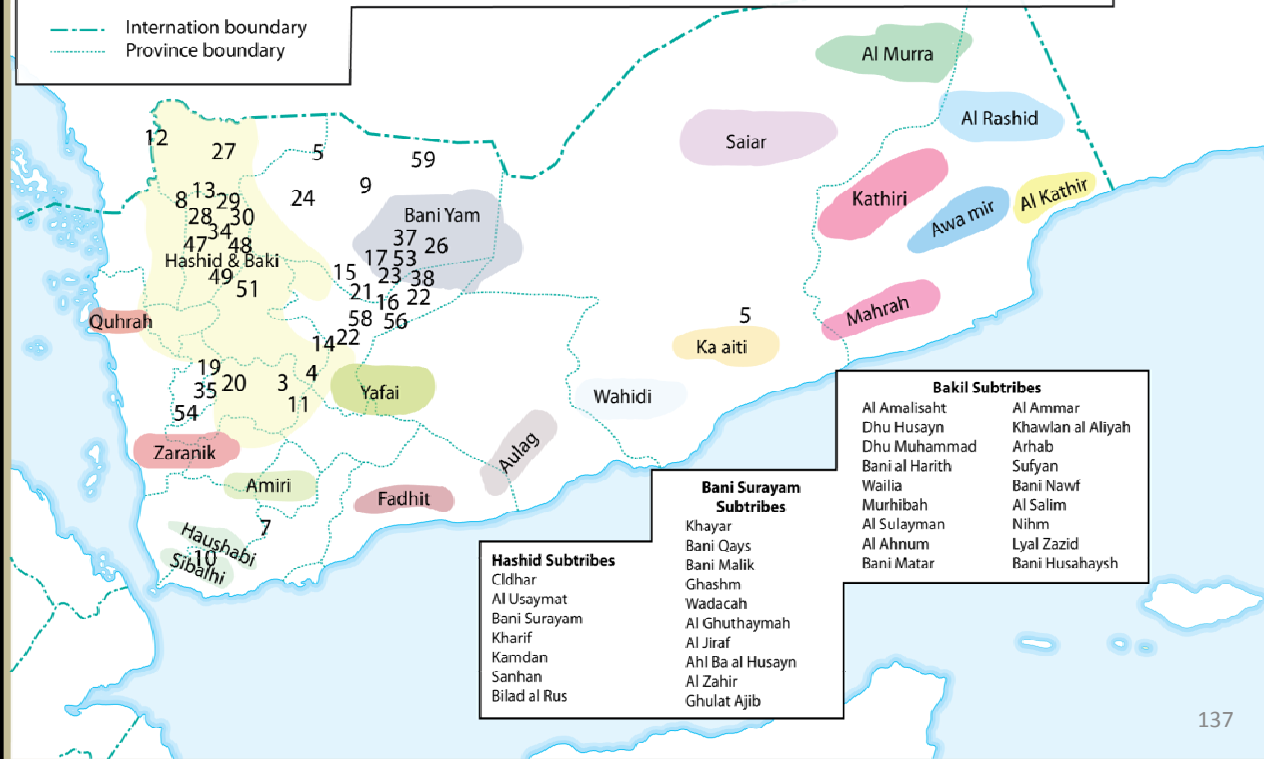 Internation boundary
Province boundary
Al Murra
Al Rashid
Saiar
12
27
5
59
9
24
13
8
29
28
30
34
47
48
Hashid & Baki
49
51
Bani Yam
37
26
17
53
15
23
38
21
16
22
58
56
14
22
Kathiri
Awa mir
Al Kathir
Mahrah
5
Ka aiti
Quhrah
19
35
20
3
4
11
54
Yafai
Wahidi
Zaranik
Aulag
Amiri
Fadhit
7
Haushabi
10
Sibalhi
Hashid Subtribes
Cldhar
Al Usaymat
Bani Surayam
Kharif
Kamdan
Sanhan
Bilad al Rus
Bani Surayam
Subtribes
Khayar
Bani Qays
Bani Malik
Ghashm
Wadacah
Al Ghuthaymah
Al Jiraf
Ahl Ba al Husayn
Al Zahir
Ghulat Ajib
Bakil Subtribes
Al Amalisaht
Dhu Husayn
Dhu Muhammad
Bani al Harith
Wailia
Murhibah
Al Sulayman
Al Ahnum
Bani Matar
Al Ammar
Khawlan al Aliyah
Arhab
Sufyan
Bani Nawf
Al Salim
Nihm
Lyal Zazid
Bani Husahaysh
137